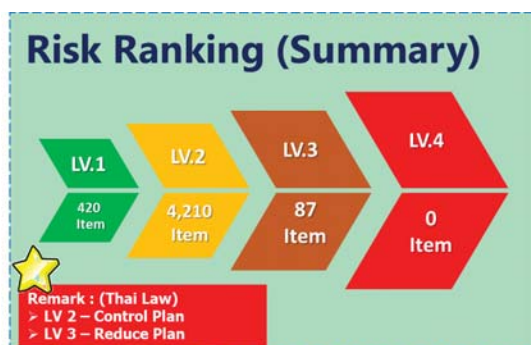 Risk Ranking (Summary)
LV.1
LV.2
LV.3
LV.4
420
Item
4,210
Item
87
Item
0
Item
Remark : (Thai Law)
➢ LV 2 – Control Plan
➢ LV 3 – Reduce Plan